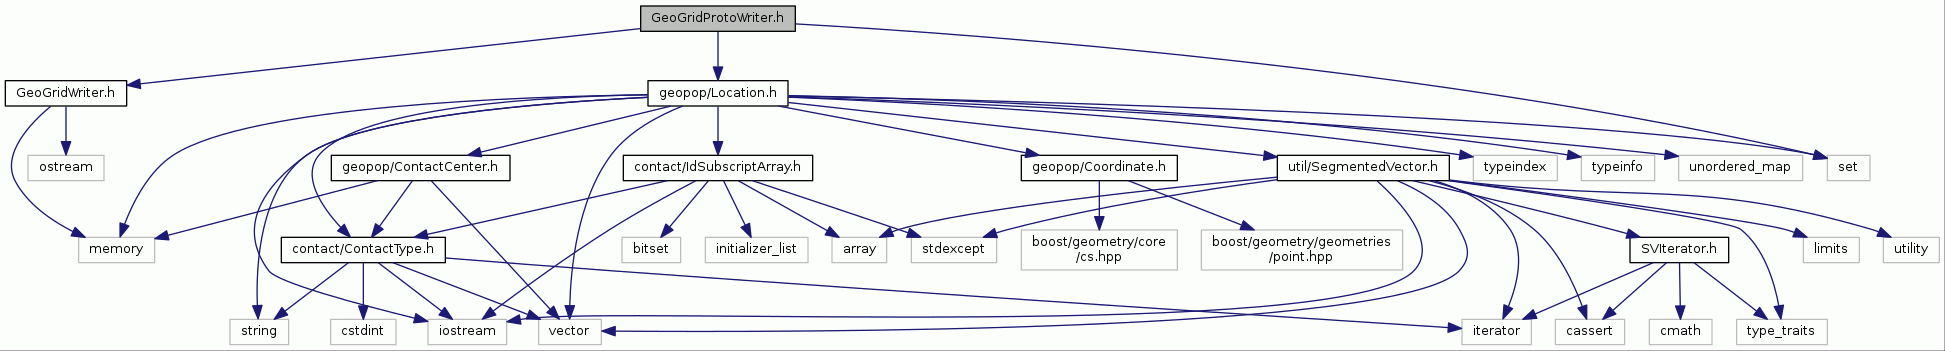 GeoGridProtoWriter.h
GeoGridWriter.h
geopop/Location.h
ostream
geopop/ContactCenter.h
contact/IdSubscriptArray.h
geopop/Coordinate.h
util/SegmentedVector.h
typeindex
typeinfo
unordered_map
set
memory
contact/ContactType.h
bitset
initializer_list
array
stdexcept
boost/geometry/core
/cs.hpp
boost/geometry/geometries
/point.hpp
SVIterator.h
limits
utility
string
cstdint
iostream
vector
iterator
cassert
cmath
type_traits